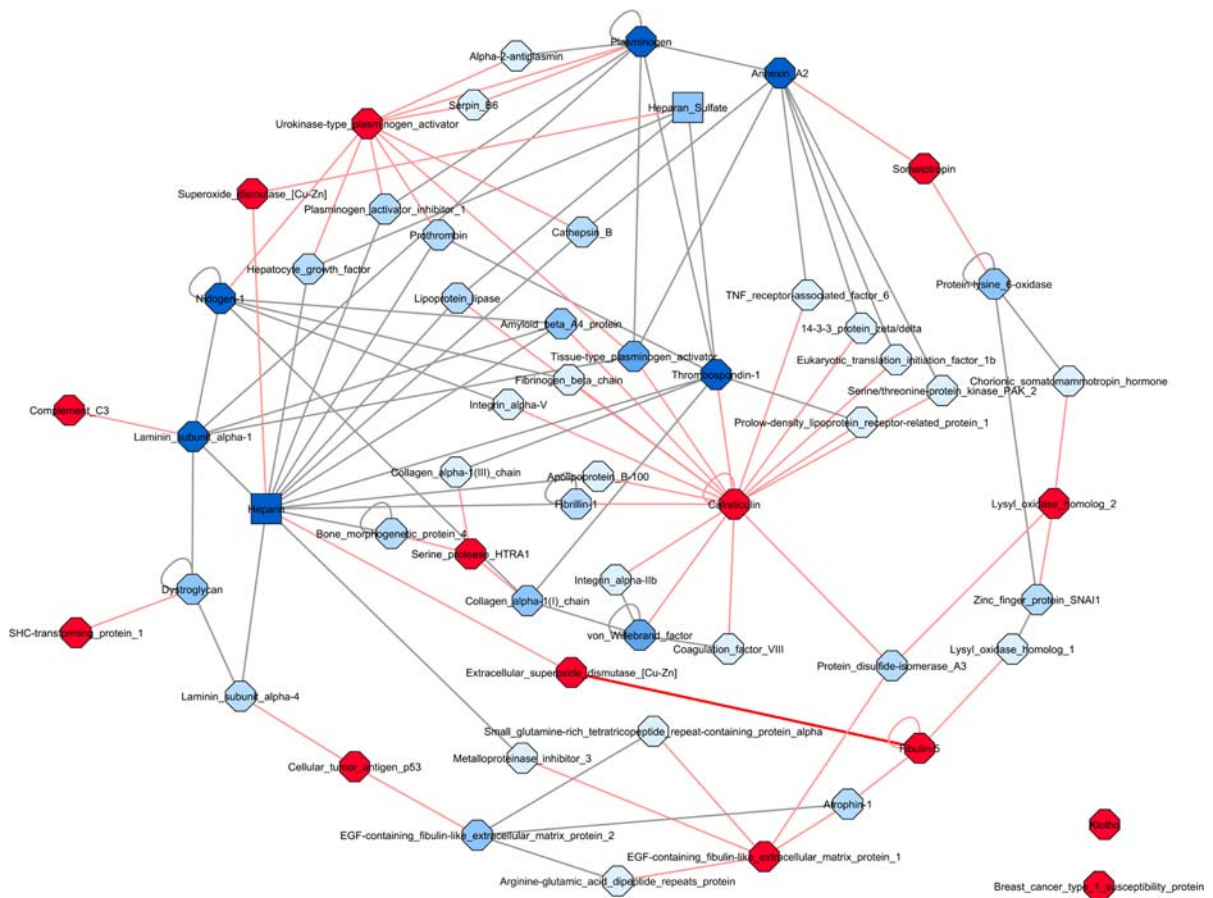 Plasminogen
Alpha-2-antiplasmin
Annexin_A2
Serpin_B6
Heparan_Sulfate
Urokinase-type_plasminogen_activator
Somatotropin
Superoxide_dismutase_[Cu-Zn]
Plasminogen_activator_inhibitor_1
Prothrombin
Cathepsin_B
Hepatocyte_growth_factor
Protein-lysine_6-oxidase
Nidogen-1
Lipoprotein_lipase
TNF_receptor-associated_factor_6
Amyloid_beta_A4_protein
14-3-3_protein_zeta/delta
Tissue-type_plasminogen_activator
Eukaryotic_translation_initiation_factor_1b
Fibrinogen_beta_chain
Thrombospondin-1
Chorionic_somatomammotropin_hormone
Serine/threonine-protein_kinase_PAK_2
Integrin_alpha-V
Complement_C3
Prolow-density_lipoprotein_receptor-related_protein_1
Laminin_subunit_alpha-1
Collagen_alpha-1(III)_chain
Apolipoprotein_B-100
Heparin
Fibrillin-1
Calreticulin
Lysyl_oxidase_homolog_2
Bone_morphogenetic_protein_4
Serine_protease_HTRA1
Integrin_alpha-IIb
Dystroglycan
Collagen_alpha-1(I)_chain
Zinc_finger_protein_SNAI1
SHC-transforming_protein_1
von_Willebrand_factor
Coagulation_factor_VIII
Lysyl_oxidase_homolog_1
Extracellular_superoxide_dismutase_[Cu-Zn]
Protein_disulfide-isomerase_A3
Laminin_subunit_alpha-4
Small_glutamine-rich_tetratricopeptide_repeat-containing_protein_alpha
Fibulin-5
Metalloproteinase_inhibitor_3
Cellular_tumor_antigen_p53
Atrophin-1
Klotho
EGF-containing_fibulin-like_extracellular_matrix_protein_2
EGF-containing_fibulin-like_extracellular_matrix_protein_1
Arginine-glutamic_acid_dipeptide_repeats_protein
Breast_cancer_type_1_susceptibility_protein